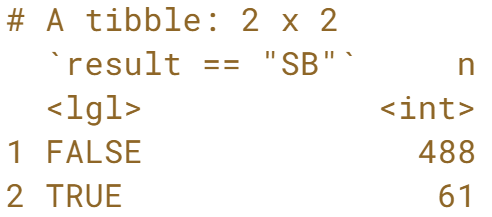 # A tibble: 2 x 2
`result == "SB"` n
<lgl> <int>
1 FALSE 488
2 TRUE 61